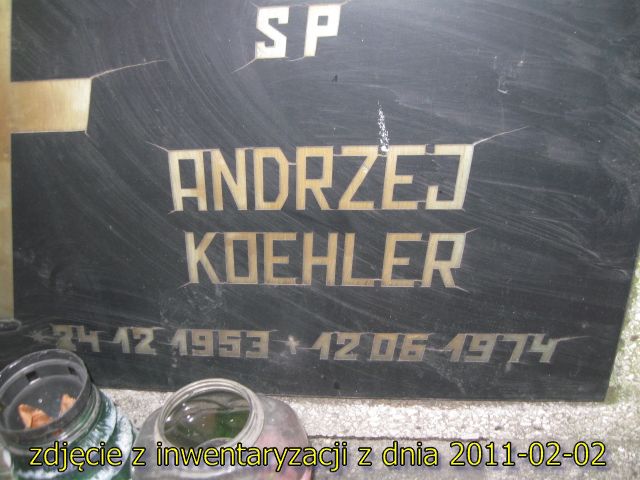 SP
ANDRZEJ
KOEHLER
* 24 12 1953 + 12 06 1974
zdjęcie z inwentaryzacji z dnia 2011-02-02